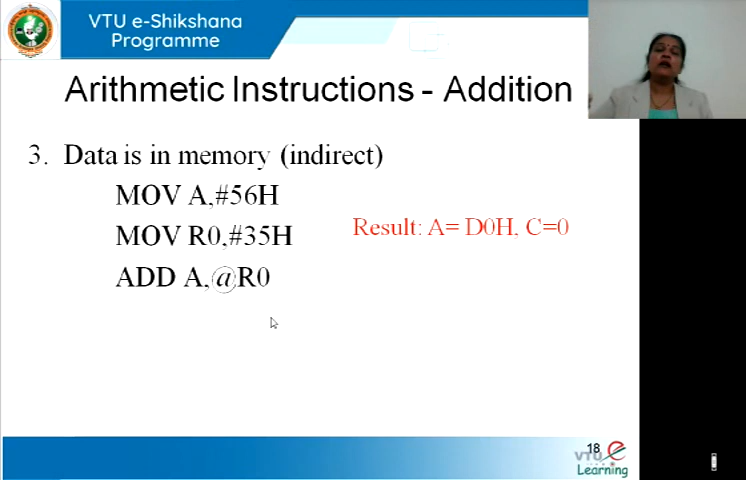 VTU e-Shikshana
Programme
Arithmetic Instructions - Addition
3. Data is in memory (indirect)
MOV A,#56H
MOV R0,#35H
ADD A,@R0
Result: A= D0H, C=0
18
VTU e
Learning